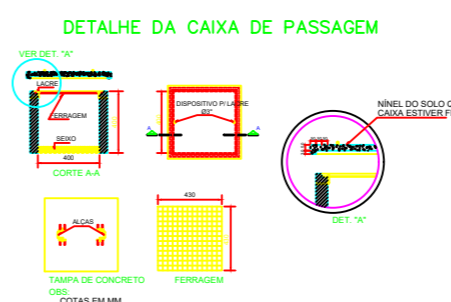 DETALHE DA CAIXA DE PASSAGEM
VER DET. "A"
LACRE
FERRAGEM
SEIXO
400
CORTE A-A
DISPOSITIVO P/ LACRE
Ø3"
A
A
NÍNEL DO SOLO
CAIXA ESTIVER
DET. "A"
ALÇAS
TAMPA DE CONCRETO
OBS:
COTAS EM MM
430
FERRAGEM